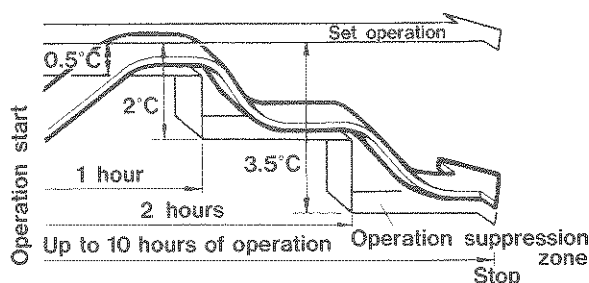 Set operation
0.5°C
2°C
3.5°C
Operation start
1 hour
2 hours
Up to 10 hours of operation
Operation suppression
zone
Stop